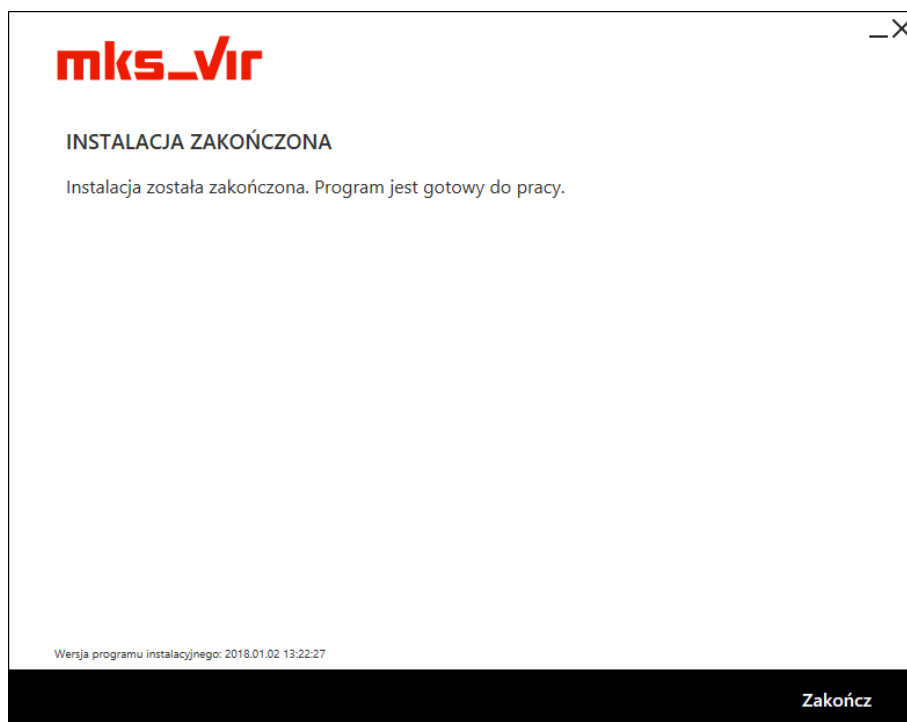 mks_vir
INSTALACJA ZAKOŃCZONA
Instalacja została zakończona. Program jest gotowy do pracy.
Wersja programu instalacyjnego: 2018.01.02 13:22:27
Zakończ